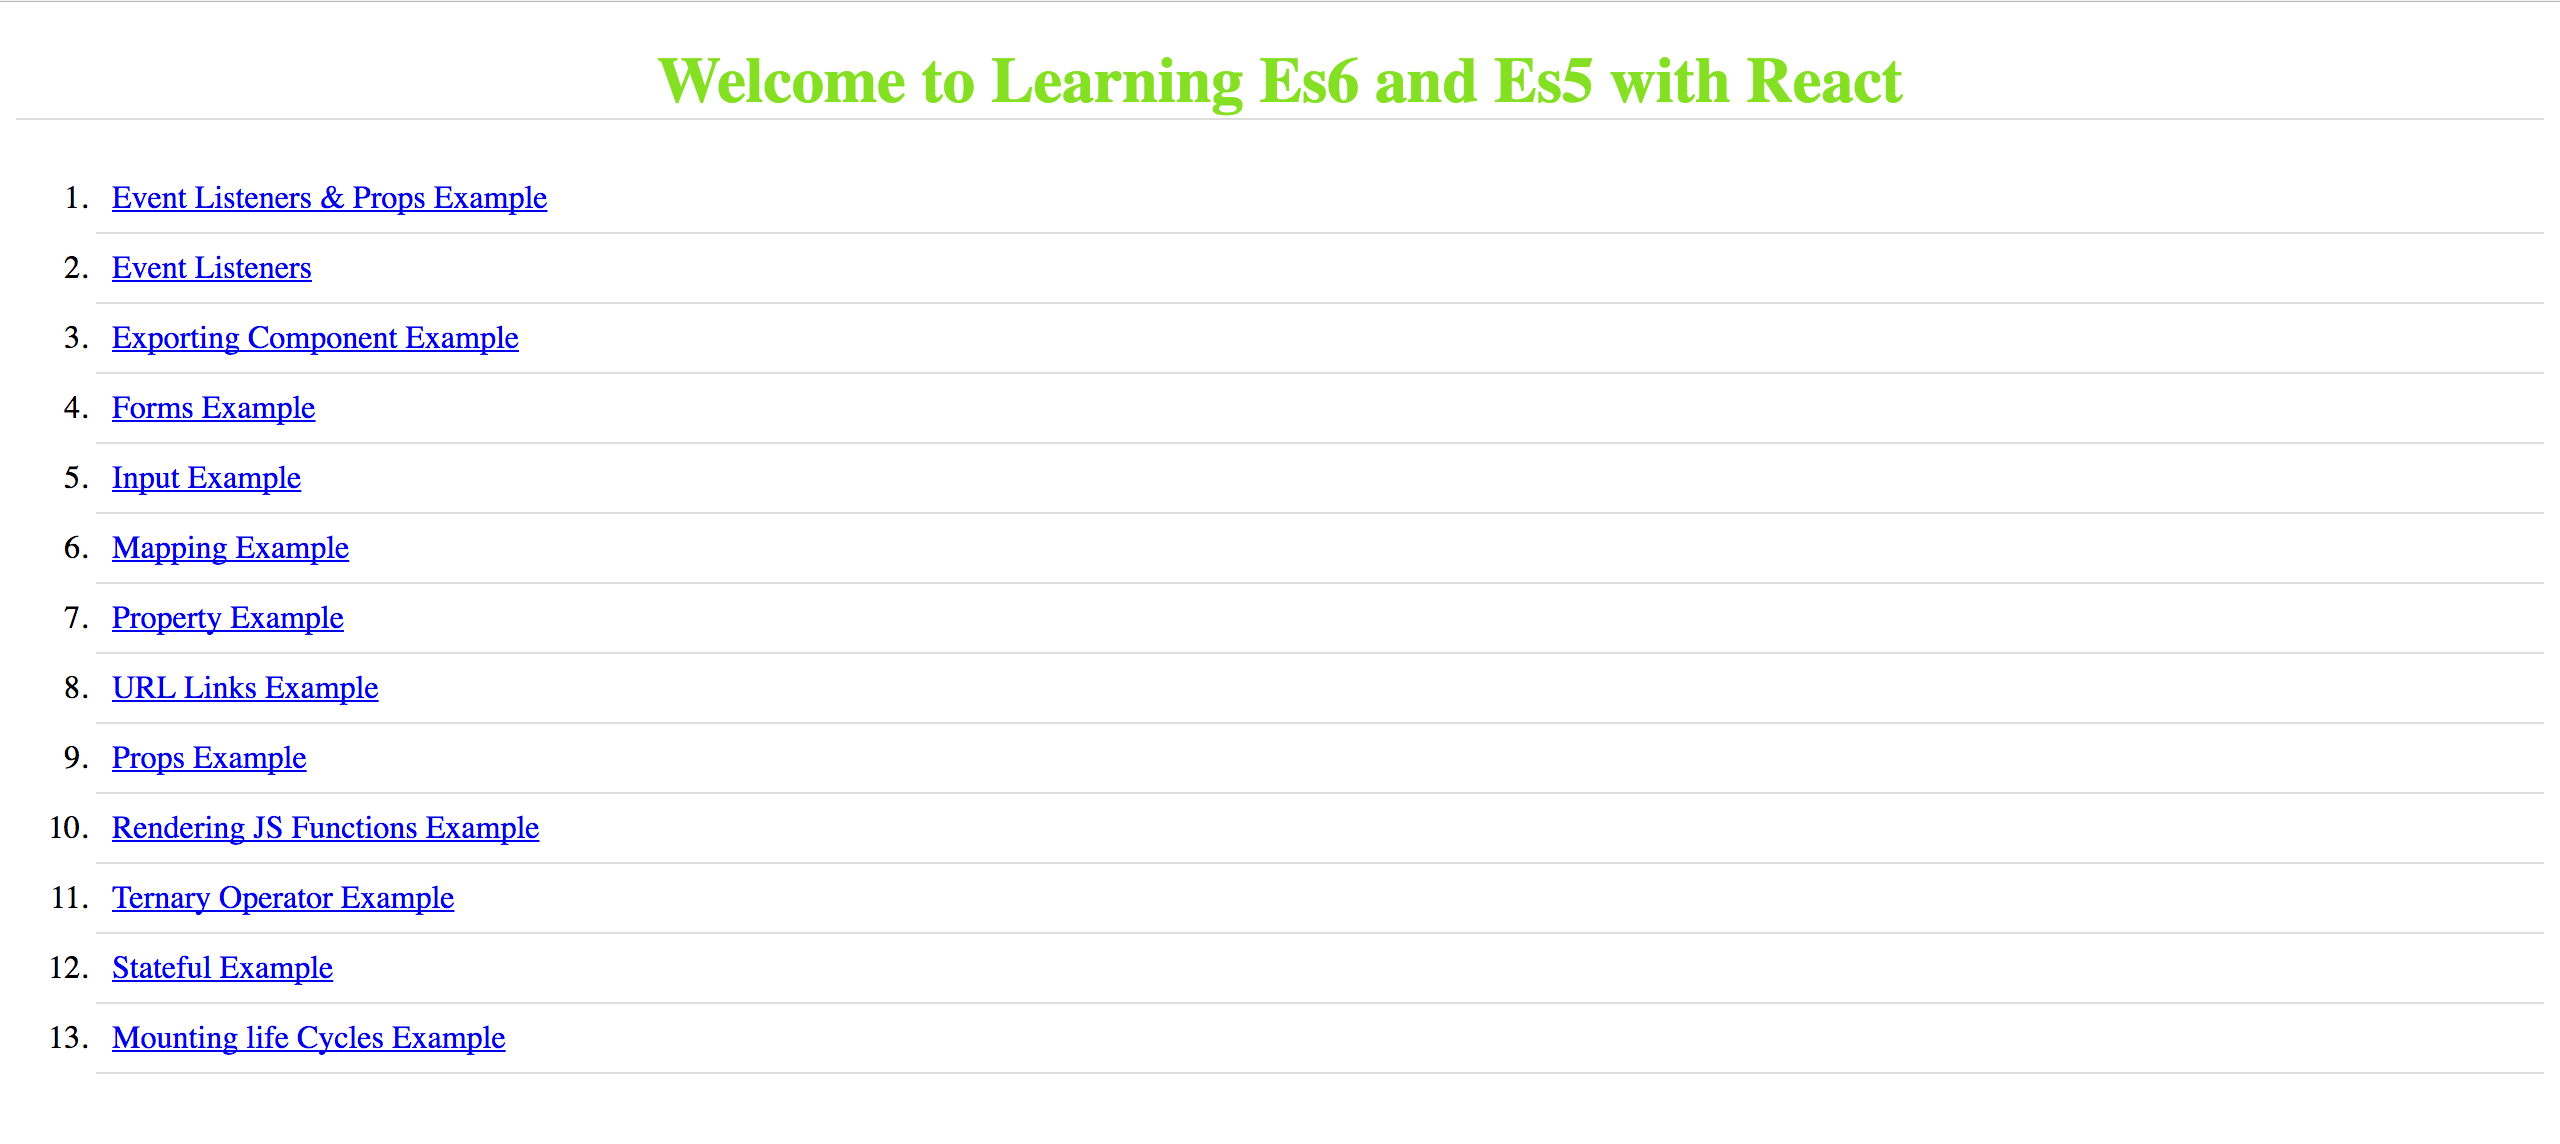 Welcome to Learning Es6 and Es5 with React
1. Event Listeners & Props Example
2. Event Listeners
3. Exporting Component Example
4. Forms Example
5. Input Example
6. Mapping Example
7. Property Example
8. URL Links Example
9. Props Example
10. Rendering JS Functions Example
11. Ternary Operator Example
12. Stateful Example
13. Mounting life Cycles Example